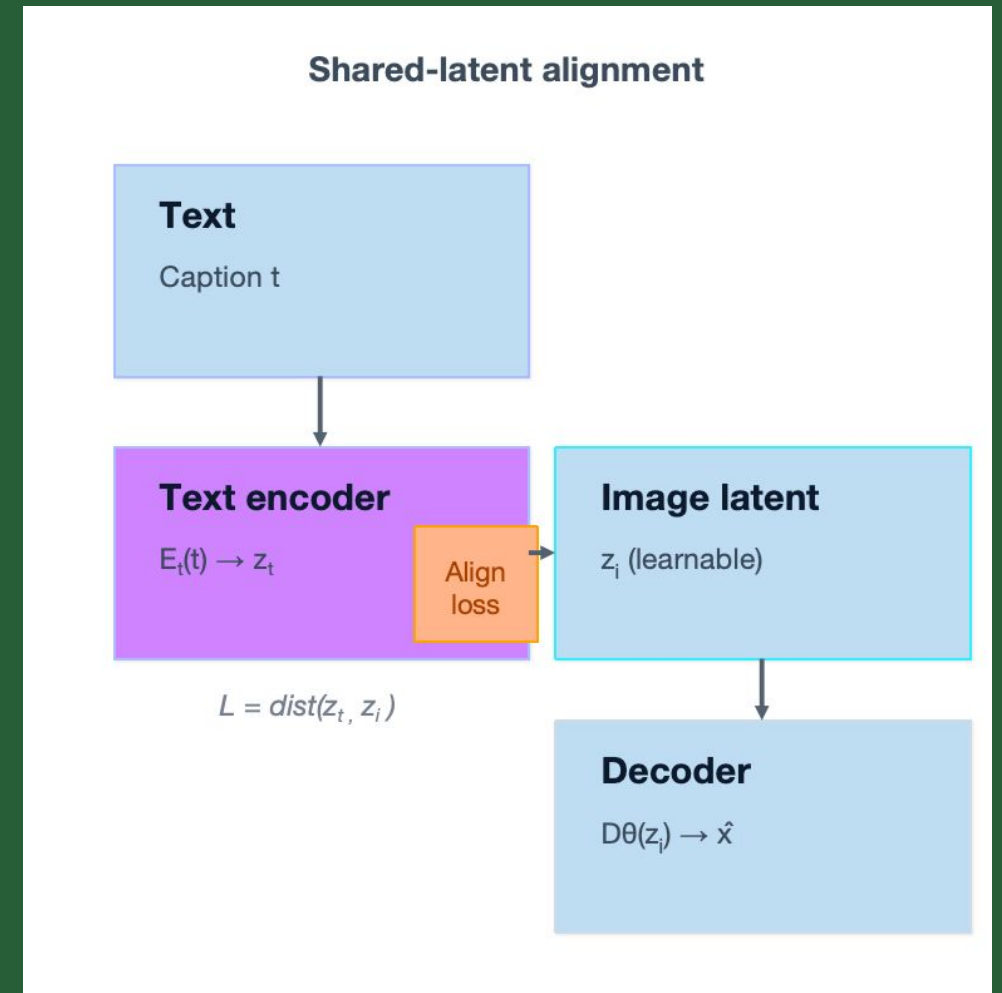 Shared-latent alignment
Text
Caption t
Text encoder
Eₜ(t) → zₜ
Align
loss
Image latent
zᵢ (learnable)
L = dist(zₜ , zᵢ )
Decoder
Dθ(zᵢ) → x̂